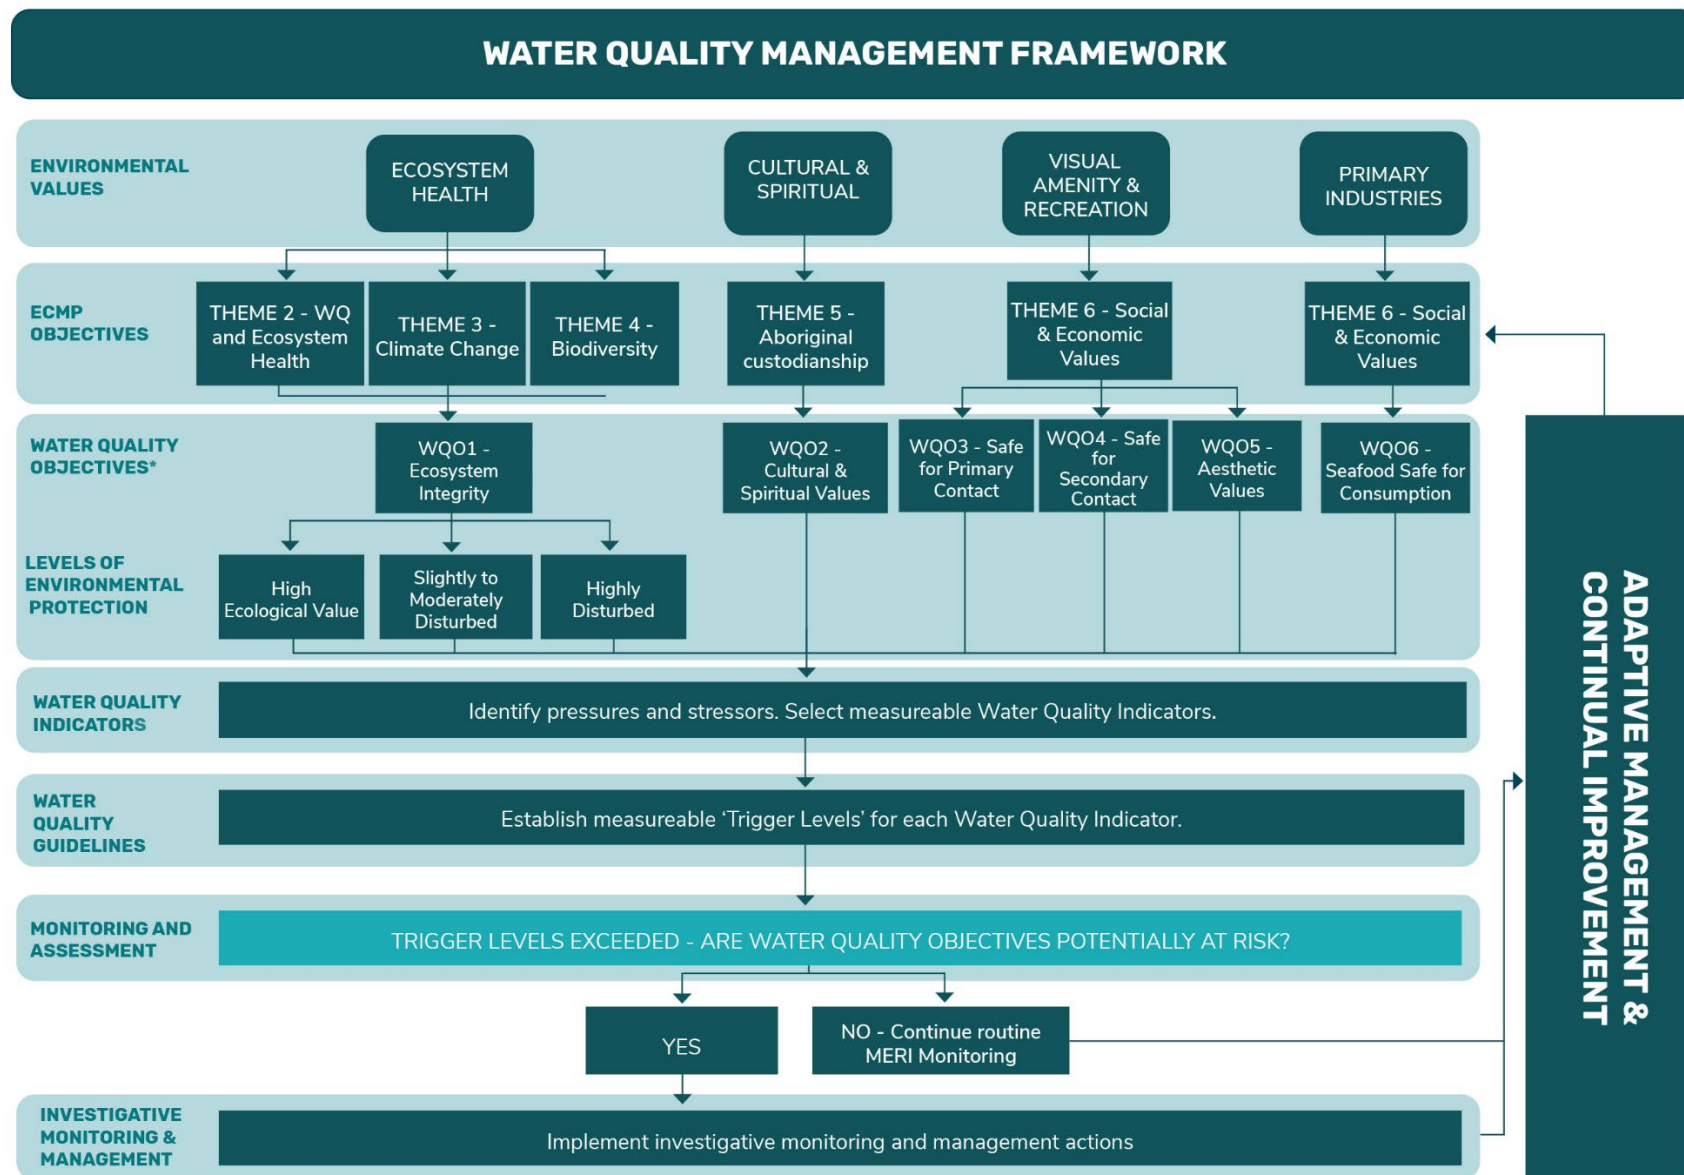 WATER QUALITY MANAGEMENT FRAMEWORK
ENVIRONMENTAL
VALUES
ECOSYSTEM
HEALTH
CULTURAL &
SPIRITUAL
VISUAL
AMENITY &
RECREATION
PRIMARY
INDUSTRIES
ECMP
OBJECTIVES
THEME 2 - WQ
and Ecosystem
Health
THEME 3 -
Climate Change
THEME 4 -
Biodiversity
THEME 5 -
Aboriginal
custodianship
THEME 6 - Social
& Economic
Values
THEME 6 - Social
& Economic
Values
WATER QUALITY
OBJECTIVES*
WQO1 -
Ecosystem
Integrity
WQO2 -
Cultural &
Spiritual Values
WQO3 - Safe
for Primary
Contact
WQO4 - Safe
for
Secondary
Contact
WQO5 -
Aesthetic
Values
WQO6 -
Seafood Safe for
Consumption
LEVELS OF
ENVIRONMENTAL
PROTECTION
High
Ecological Value
Slightly to
Moderately
Disturbed
Highly
Disturbed
WATER QUALITY
INDICATORS
Identify pressures and stressors. Select measureable Water Quality Indicators.
WATER
QUALITY
GUIDELINES
Establish measureable ‘Trigger Levels’ for each Water Quality Indicator.
MONITORING AND
ASSESSMENT
TRIGGER LEVELS EXCEEDED - ARE WATER QUALITY OBJECTIVES POTENTIALLY AT RISK?
YES
NO - Continue routine
MERI Monitoring
INVESTIGATIVE
MONITORING &
MANAGEMENT
Implement investigative monitoring and management actions
ADAPTIVE MANAGEMENT &
CONTINUAL IMPROVEMENT